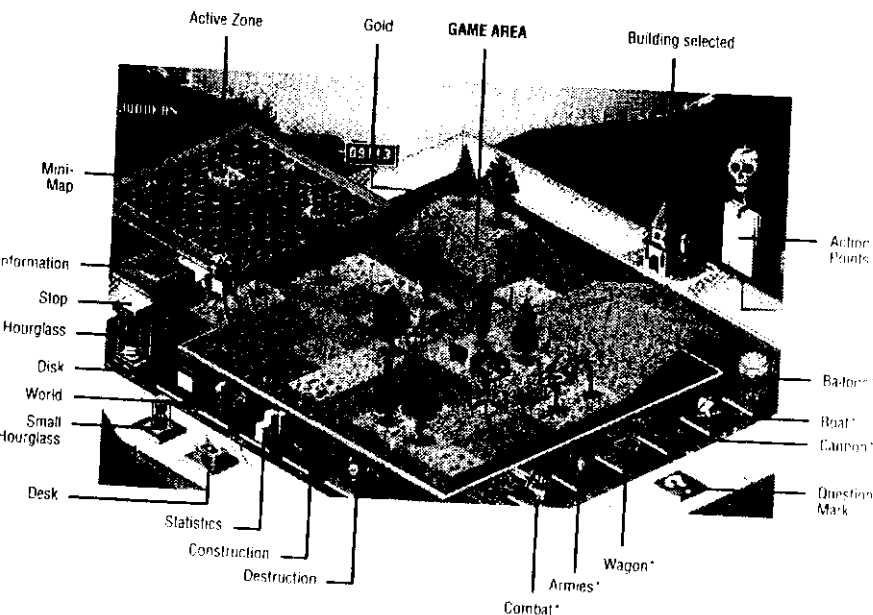 Active Zone
Gold
GAME AREA
Building selected
Mini-
Map
Action
Points
Information
Stop
Hourglass
Disk
World
Small
Hourglass
Desk
Statistics
Construction
Destruction
Combat*
Armies*
Wagon*
Question
Mark
Cannon*
Boat*